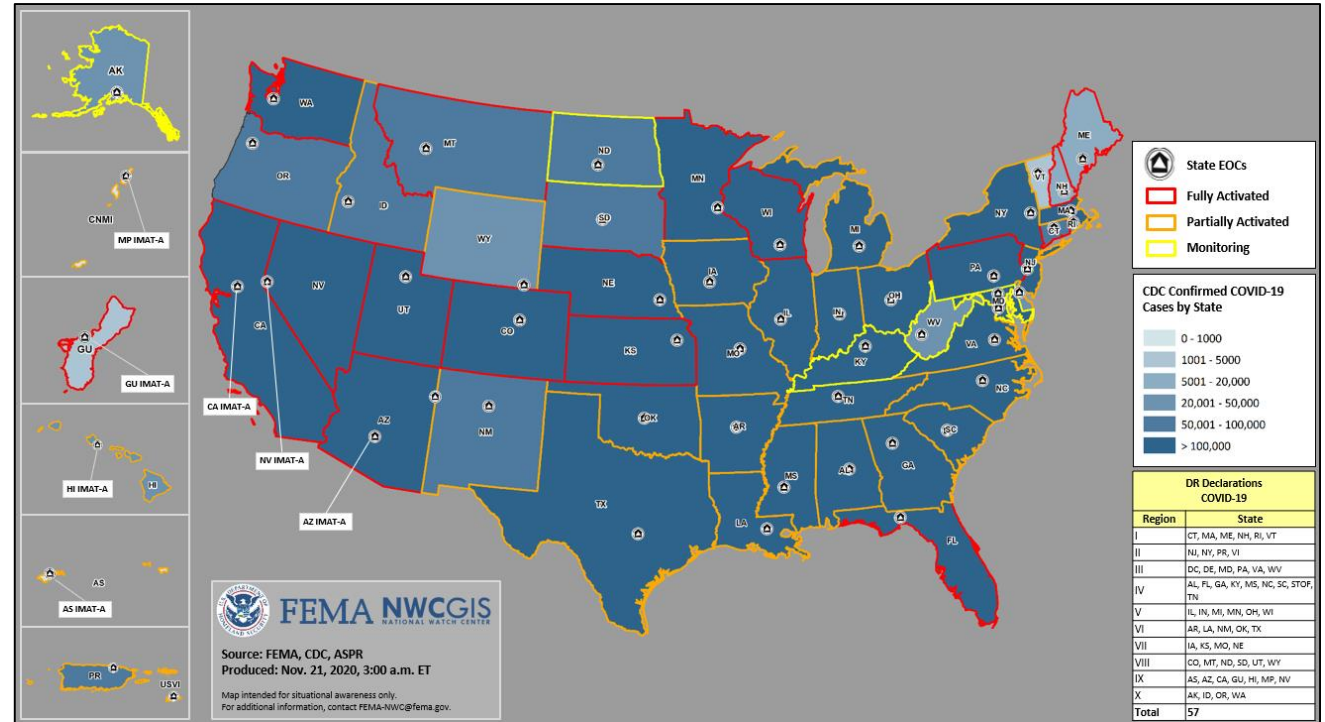 AK
CNMI
MP IMAT-A
GU
GU IMAT-A
HI
HI IMAT-A
AS
AS IMAT-A
PR
USVI
WA
OR
MT
ID
ND
SD
WY
MN
WI
MI
ME
VT
NH
NY
MA
RI
CT
PA
NJ
NE
IA
NV
UT
CA
CO
KS
MO
IL
IN
OH
WV
MD
VA
KY
NC
TN
SC
AZ
NM
OK
AR
TX
LA
MS
AL
GA
FL
CA IMAT-A
NV IMAT-A
AZ IMAT-A
State EOCs
Fully Activated
Partially Activated
Monitoring
CDC Confirmed COVID-19
Cases by State
0 - 1000
1001 - 5000
5001 - 20,000
20,001 - 50,000
50,001 - 100,000
> 100,000
DR Declarations
COVID-19
Region State
I CT, MA, ME, NH, RI, VT
II NJ, NY, PR, VI
III DC, DE, MD, PA, VA, WV
IV AL, FL, GA, KY, MS, NC, SC, STOF,
TN
V IL, IN, MI, MN, OH, WI
VI AR, LA, NM, OK, TX
VII IA, KS, MO, NE
VIII CO, MT, ND, SD, UT, WY
IX AS, AZ, CA, GU, HI, MP, NV
X AK, ID, OR, WA
Total 57
FEMA NWCGIS
NATIONAL WATCH CENTER
Source: FEMA, CDC, ASPR
Produced: Nov. 21, 2020, 3:00 a.m. ET
Map intended for situational awareness only.
For additional information, contact FEMA-NWC@fema.gov.